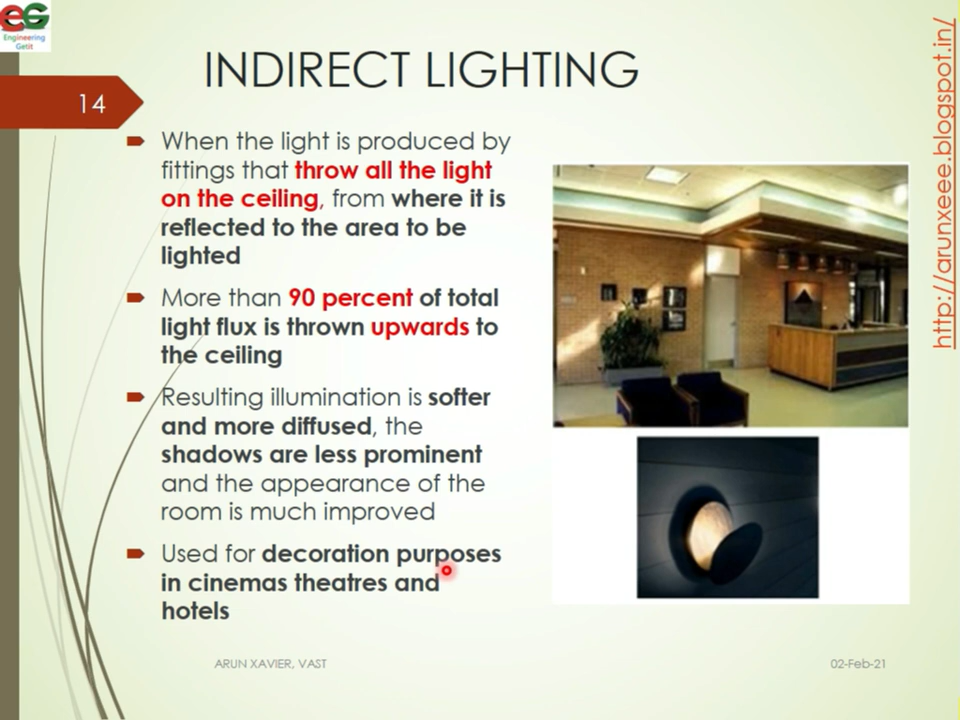 EG
Engineering
Getit
14
INDIRECT LIGHTING
When the light is produced by
fittings that throw all the light
on the ceiling, from where it is
reflected to the area to be
lighted
More than 90 percent of total
light flux is thrown upwards to
the ceiling
Resulting illumination is softer
and more diffused, the
shadows are less prominent
and the appearance of the
room is much improved
Used for decoration purposes
in cinemas theatres and
hotels
http://arunxeee.blogspot.in/
ARUN XAVIER, VAST
02-Feb-21